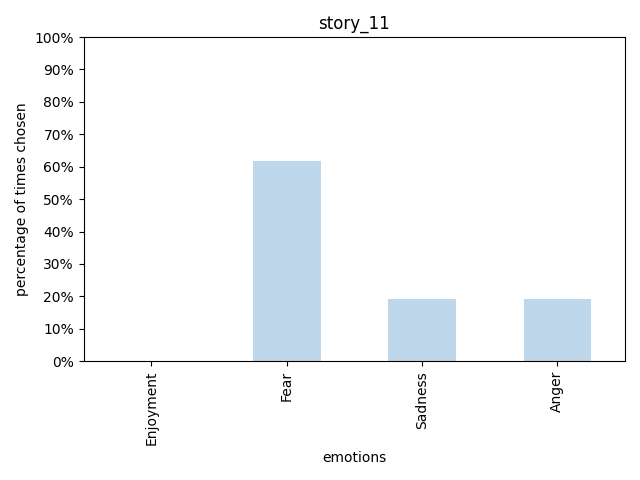 story_11
100%
90%
80%
70%
60%
50%
40%
30%
20%
10%
0%
percentage of times chosen
Enjoyment
Fear
Sadness
Anger
emotions